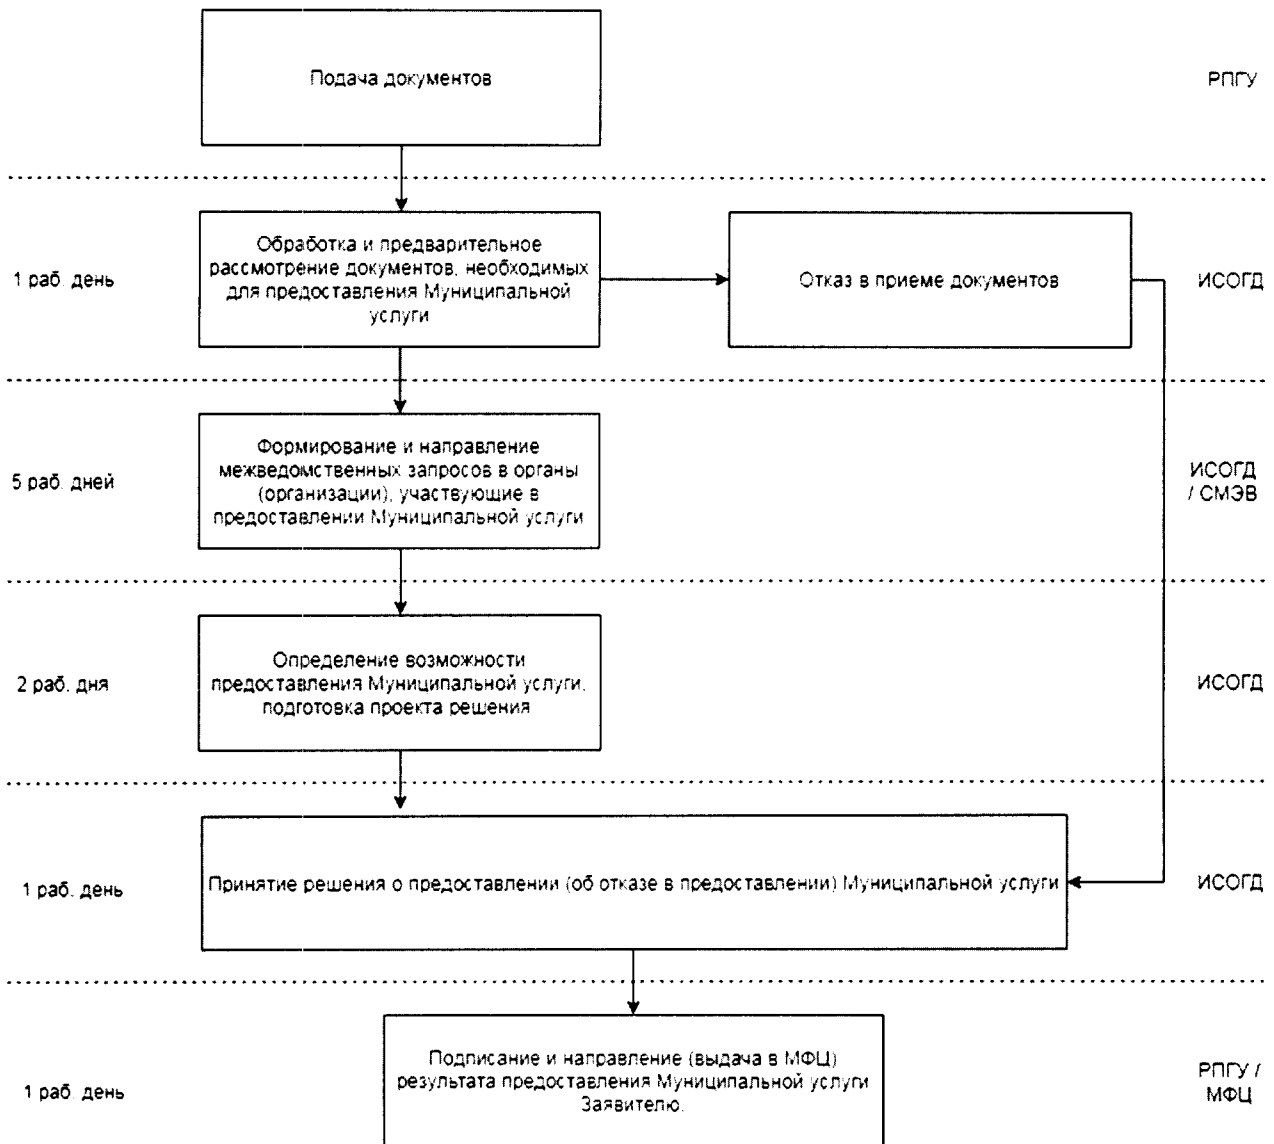 Подача документов
РПГУ
1 раб. день
Обработка и предварительное
рассмотрение документов, необходимых
для предоставления Муниципальной
услуги
Отказ в приеме документов
ИСОГД
5 раб. дней
Формирование и направление
межведомственных запросов в органы
(организации), участвующие в
предоставлении Муниципальной услуги
ИСОГД
/ СМЭВ
2 раб. дня
Определение возможности
предоставления Муниципальной услуги,
подготовка проекта решения
ИСОГД
1 раб. день
Принятие решения о предоставлении (об отказе в предоставлении) Муниципальной услуги
ИСОГД
1 раб. день
Подписание и направление (выдача в МФЦ)
результата предоставления Муниципальной услуги
Заявителю.
РПГУ /
МФЦ